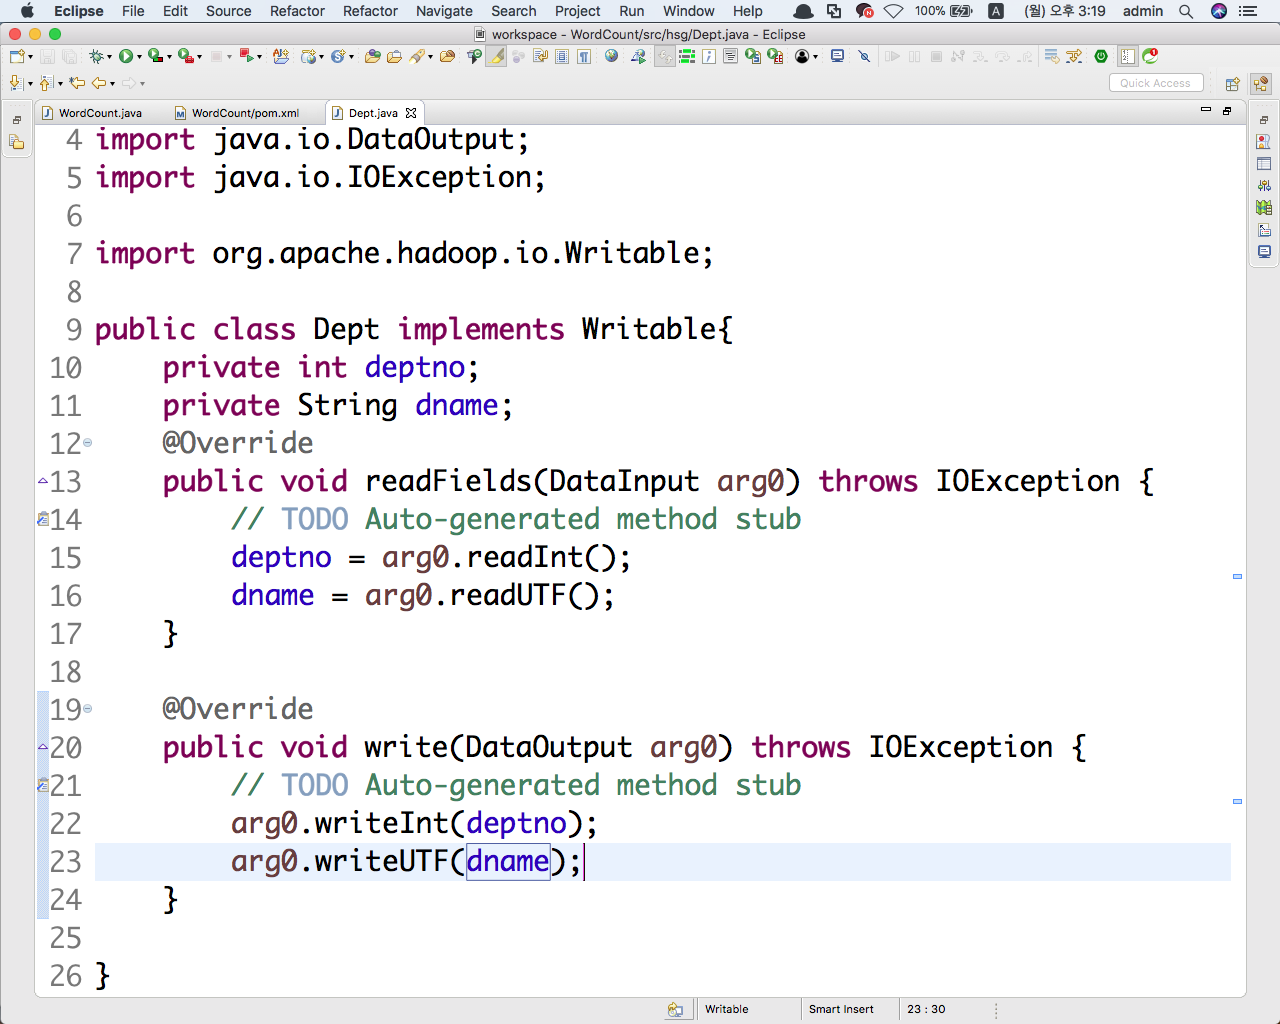 Eclipse File Edit Source Refactor Refactor Navigate Search Project Run Window Help 100% A (월) 오후 3:19 admin
workspace - WordCount/src/hsg/Dept.java - Eclipse
Quick Access
WordCount.java WordCount/pom.xml Dept.java
4 import java.io.DataOutput;
5 import java.io.IOException;
6
7 import org.apache.hadoop.io.Writable;
8
9 public class Dept implements Writable{
10 private int deptno;
11 private String dname;
12 @Override
13 public void readFields(DataInput arg0) throws IOException {
14 // TODO Auto-generated method stub
15 deptno = arg0.readInt();
16 dname = arg0.readUTF();
17 }
18
19 @Override
20 public void write(DataOutput arg0) throws IOException {
21 // TODO Auto-generated method stub
22 arg0.writeInt(deptno);
23 arg0.writeUTF(dname);
24 }
25
26 }
Writable Smart Insert 23 : 30